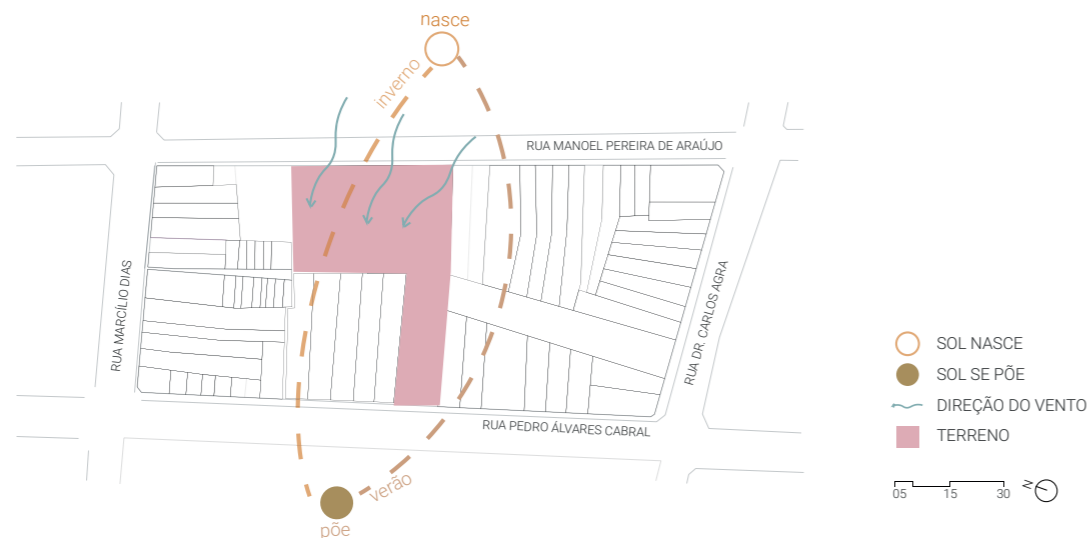 nasce
inverno
RUA MANOEL PEREIRA DE ARAÚJO
RUA MARCÍLIO DIAS
RUA DR. CARLOS AGRA
RUA PEDRO ÁLVARES CABRAL
verão
põe
SOL NASCE
SOL SE PÕE
DIREÇÃO DO VENTO
TERRENO
05 15 30
N